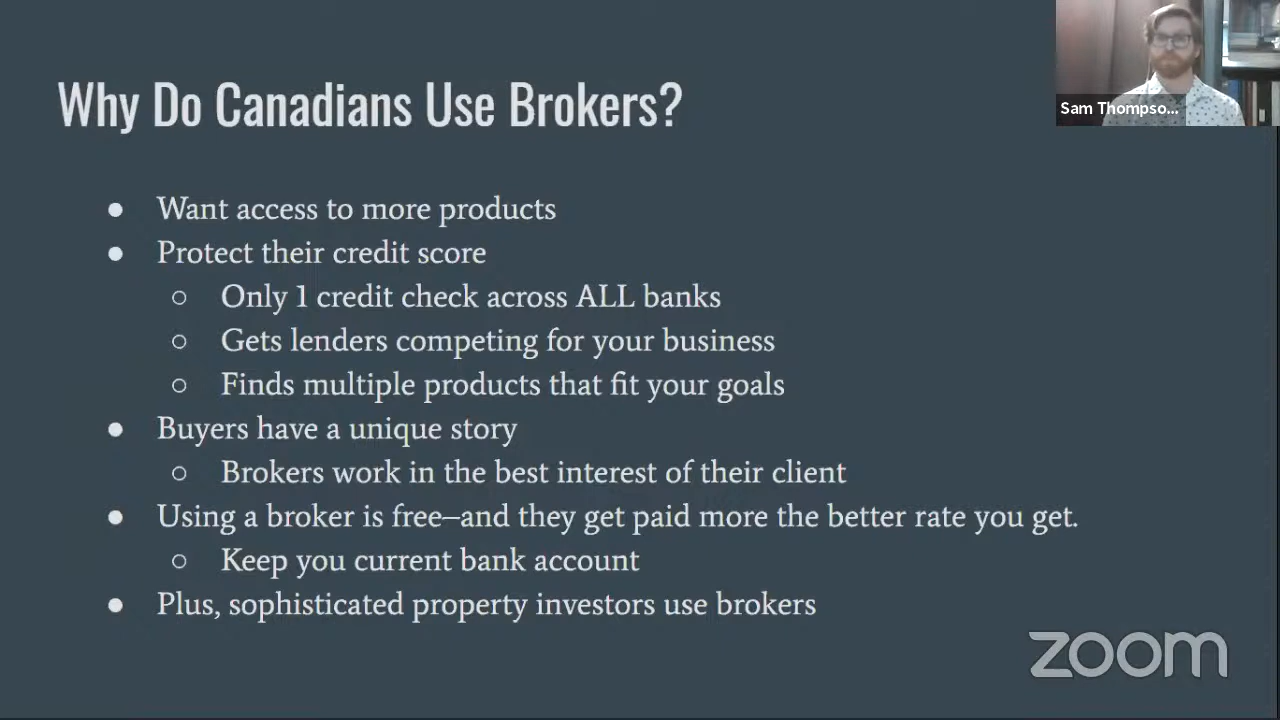 Why Do Canadians Use Brokers?
Sam Thompso...
● Want access to more products
● Protect their credit score
○ Only 1 credit check across ALL banks
○ Gets lenders competing for your business
○ Finds multiple products that fit your goals
● Buyers have a unique story
○ Brokers work in the best interest of their client
● Using a broker is free—and they get paid more the better rate you get.
○ Keep you current bank account
● Plus, sophisticated property investors use brokers
zoom